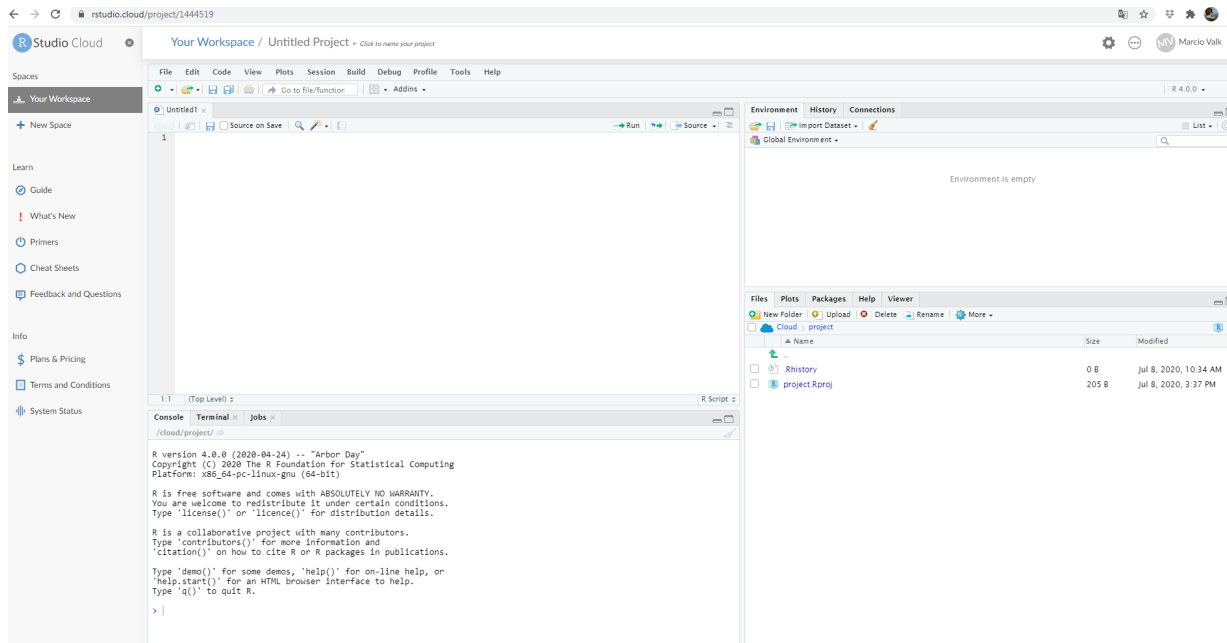 rstudio.cloud/project/1444519
R Studio Cloud
Your Workspace / Untitled Project ← Click to name your project
MV Marcio Valk
Spaces
Your Workspace
New Space
Learn
Guide
What's New
Primers
Cheat Sheets
Feedback and Questions
Info
Plans & Pricing
Terms and Conditions
System Status
File Edit Code View Plots Session Build Debug Profile Tools Help
Go to file/function Addins R 4.0.0
Untitled1
Source on Save Run Source
1
1:1 (Top Level) R Script
Console Terminal Jobs
/cloud/project/
R version 4.0.0 (2020-04-24) -- "Arbor Day"
Copyright (C) 2020 The R Foundation for Statistical Computing
Platform: x86_64-pc-linux-gnu (64-bit)
R is free software and comes with ABSOLUTELY NO WARRANTY.
You are welcome to redistribute it under certain conditions.
Type 'license()' or 'licence()' for distribution details.
R is a collaborative project with many contributors.
Type 'contributors()' for more information and
'citation()' on how to cite R or R packages in publications.
Type 'demo()' for some demos, 'help()' for on-line help, or
'help.start()' for an HTML browser interface to help.
Type 'q()' to quit R.
>
Environment History Connections
Import Dataset List
Global Environment
Environment is empty
Files Plots Packages Help Viewer
New Folder Upload Delete Rename More
Cloud > project
Name Size Modified
..
.Rhistory 0 B Jul 8, 2020, 10:34 AM
project.Rproj 205 B Jul 8, 2020, 3:37 PM